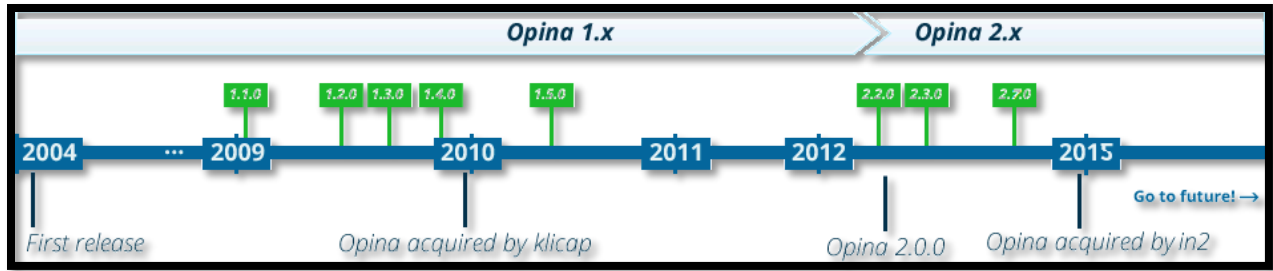 Opina 1.x Opina 2.x
1.1.0 1.2.0 1.3.0 1.4.0 1.5.0 2.2.0 2.3.0
2004 ... 2009 2010 2011 2012 2015
Go to future! →
First release Opina acquired by klicap Opina 2.0.0 Opina acquired by in2